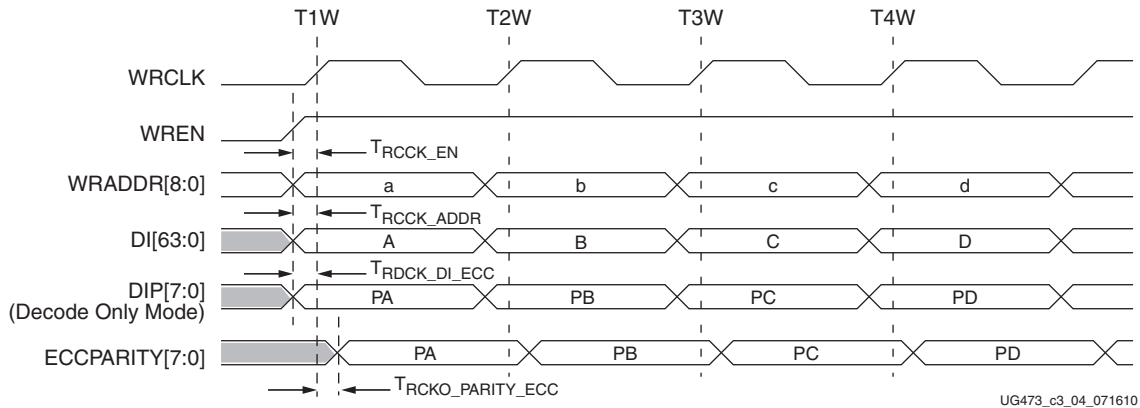 T1W T2W T3W T4W
WRCLK
WREN
TRCCK_EN
WRADDR[8:0] a b c d
TRCCK_ADDR
DI[63:0] A B C D
TRDCK_DI_ECC
DIP[7:0] PA PB PC PD
(Decode Only Mode)
ECCPARITY[7:0] PA PB PC PD
TRCKO_PARITY_ECC
UG473_c3_04_071610